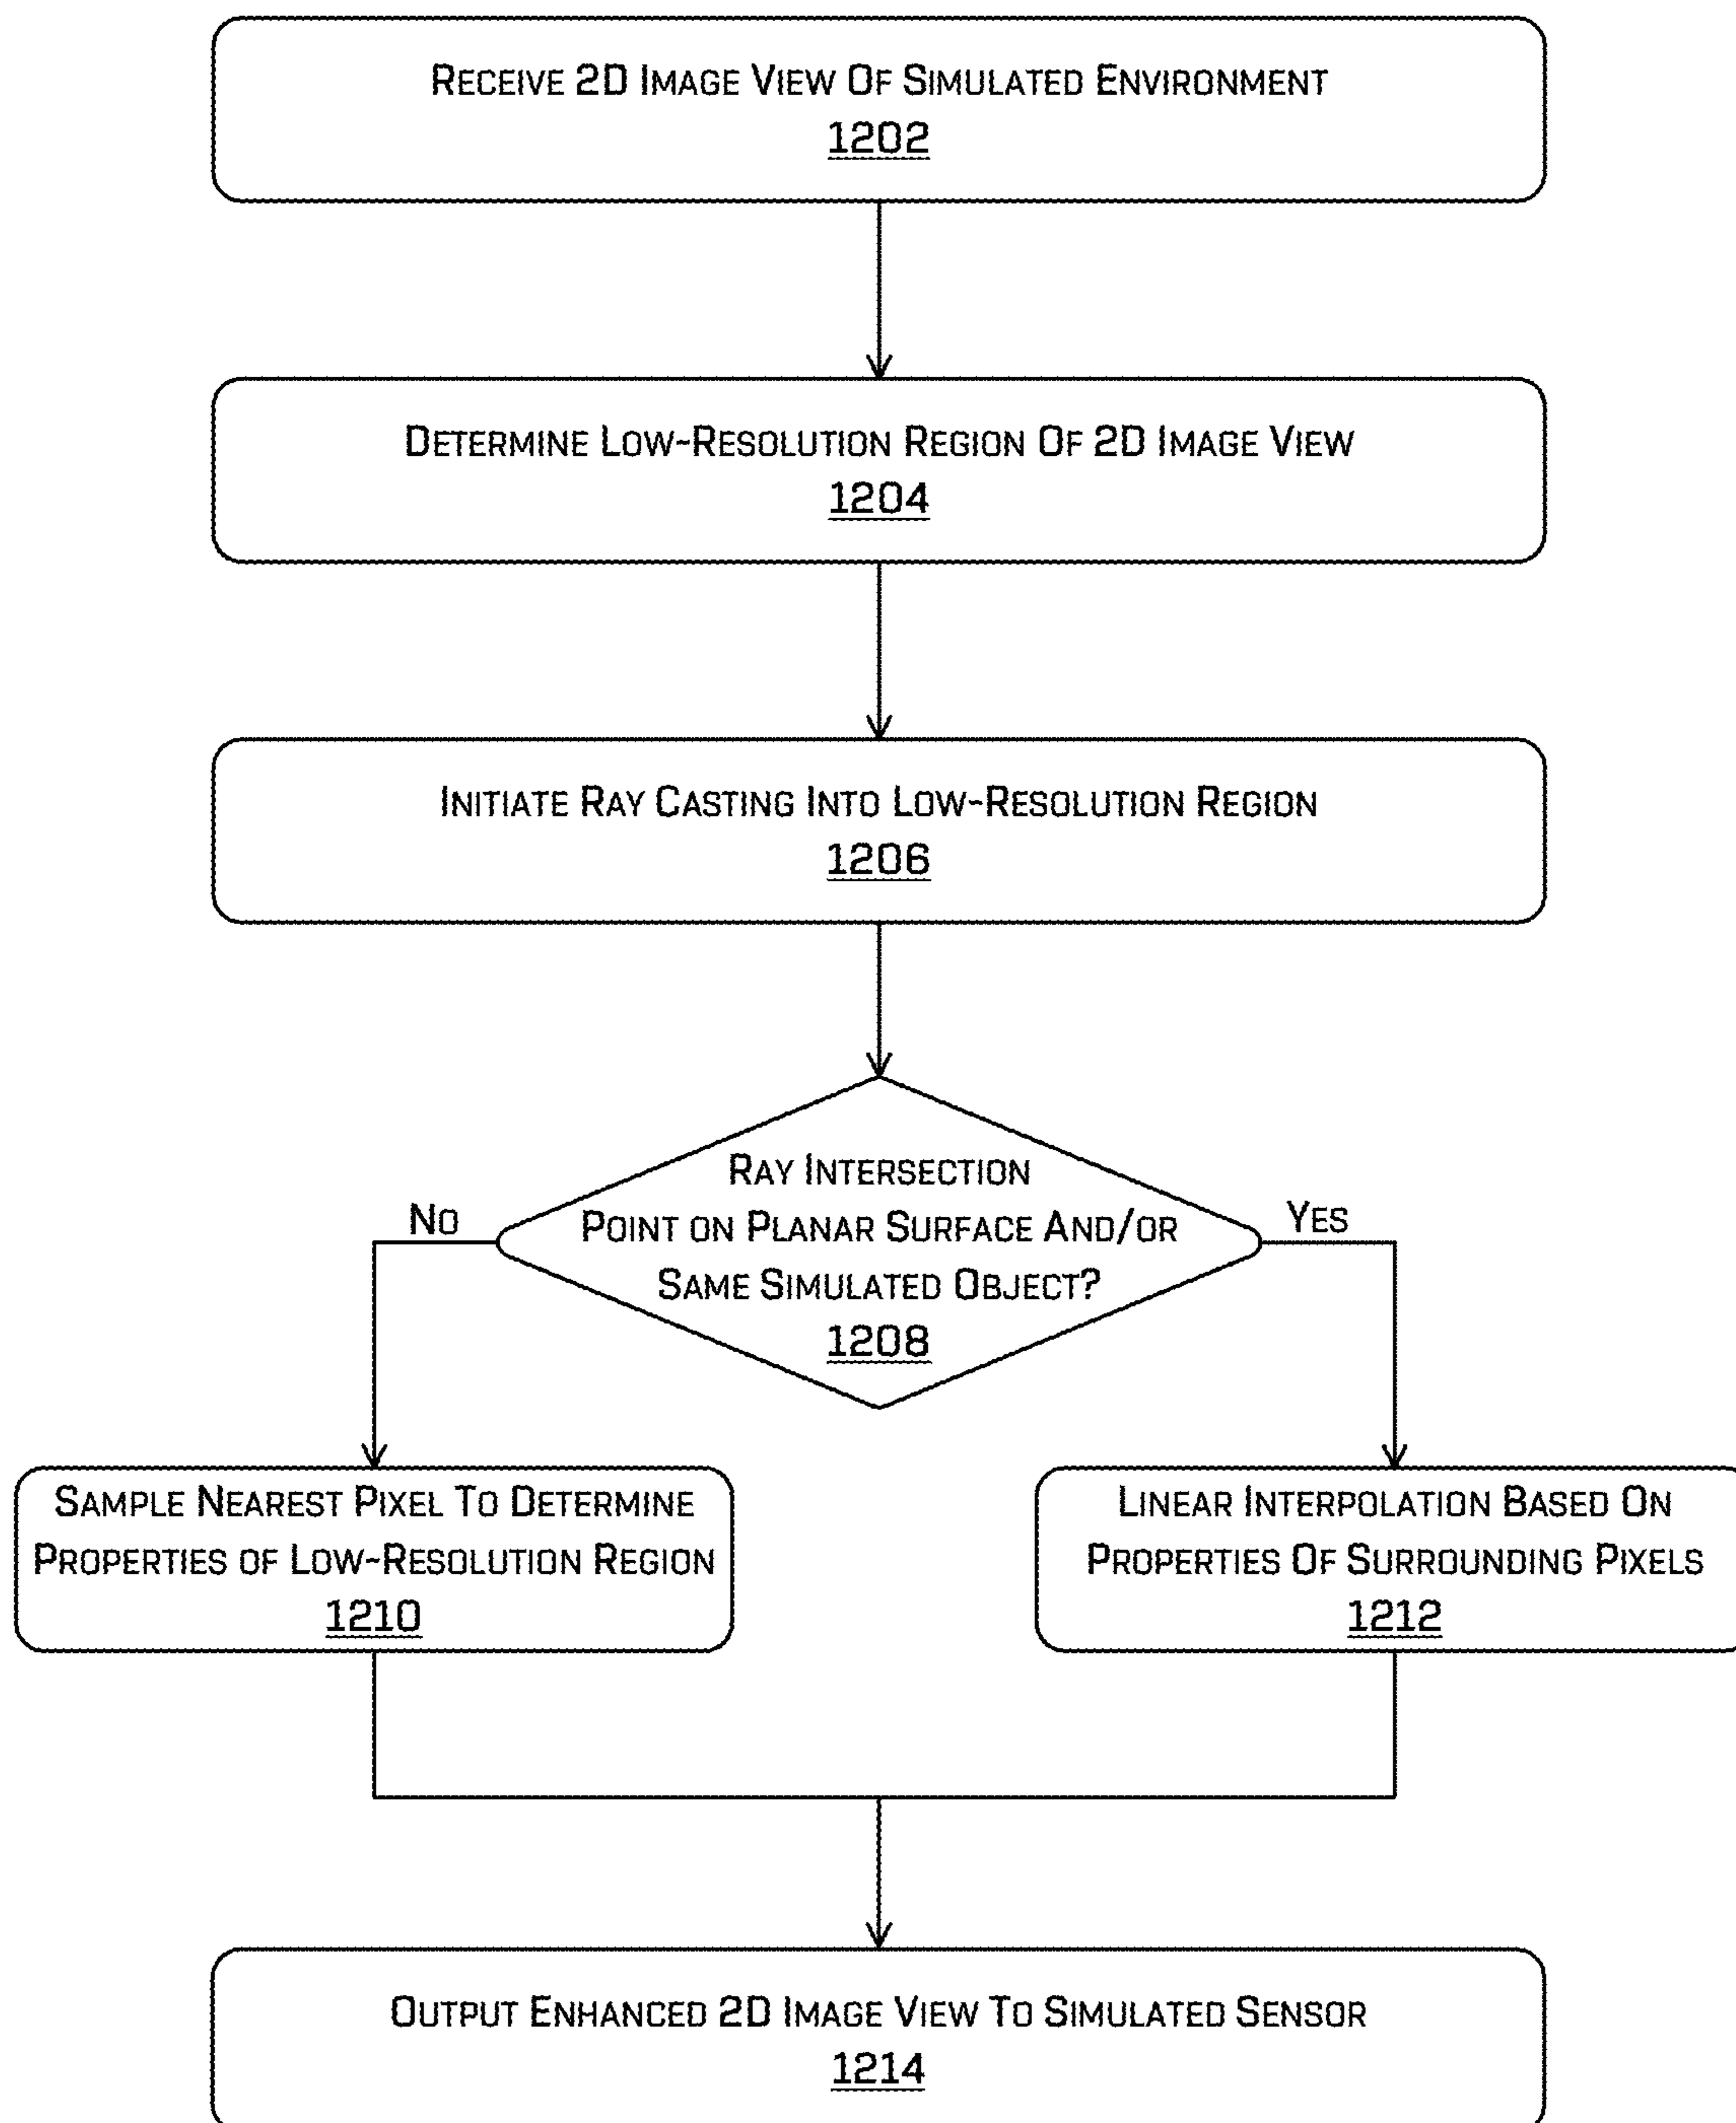 RECEIVE 2D IMAGE VIEW OF SIMULATED ENVIRONMENT
1202
DETERMINE LOW-RESOLUTION REGION OF 2D IMAGE VIEW
1204
INITIATE RAY CASTING INTO LOW-RESOLUTION REGION
1206
RAY INTERSECTION
POINT ON PLANAR SURFACE AND/OR
SAME SIMULATED OBJECT?
1208
NO
YES
SAMPLE NEAREST PIXEL TO DETERMINE
PROPERTIES OF LOW-RESOLUTION REGION
1210
LINEAR INTERPOLATION BASED ON
PROPERTIES OF SURROUNDING PIXELS
1212
OUTPUT ENHANCED 2D IMAGE VIEW TO SIMULATED SENSOR
1214